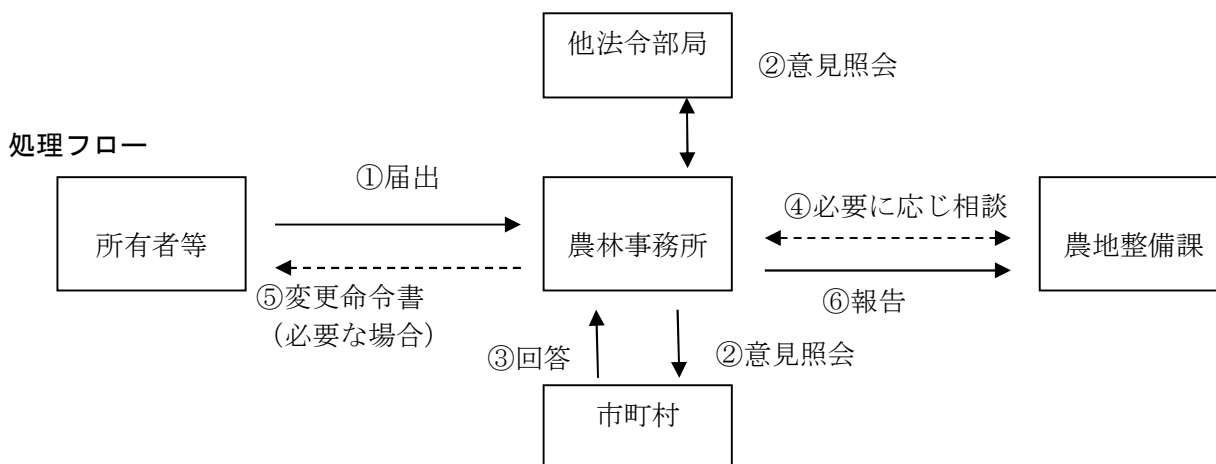 他法令部局
②意見照会
処理フロー
①届出
④必要に応じ相談
所有者等
農林事務所
農地整備課
⑤変更命令書
(必要な場合)
⑥報告
③回答
②意見照会
市町村